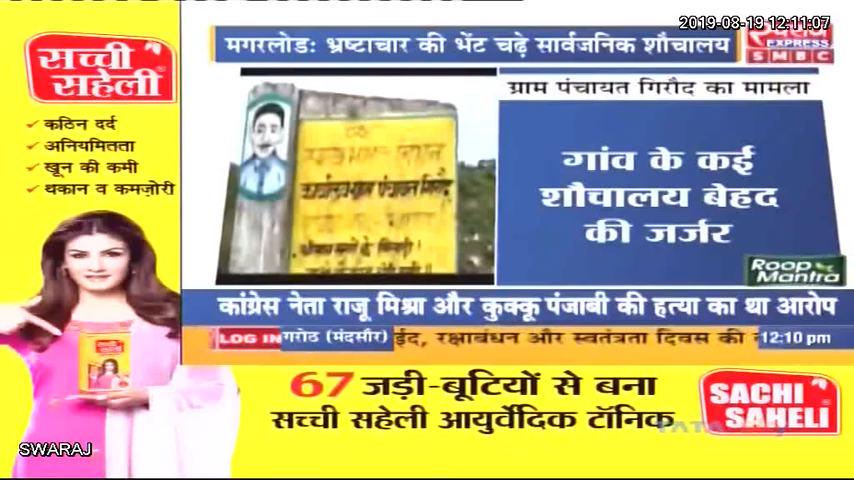 2019-08-19 12:11:07
सच्ची
सहेली
कठिन दर्द
अनियमितता
खून की कमी
थकान व कमज़ोरी
मगरलोडः भ्रष्टाचार की भेंट चढ़े सार्वजनिक शौचालय
EXPRESS
SMBC
ग्राम पंचायत गिरौद का मामला
गांव के कई
शौचालय बेहद
की जर्जर
Roop
Mantra
कांग्रेस नेता राजू मिश्रा और कुक्कू पंजाबी की हत्या का था आरोप
LOG IN गरोठ (मंदसौर) ईद, रक्षाबंधन और स्वतंत्रता दिवस की 12:10 pm
67 जड़ी-बूटियों से बना
सच्ची सहेली आयुर्वेदिक टॉनिक
SACHI
SAHELI
SWARAJ